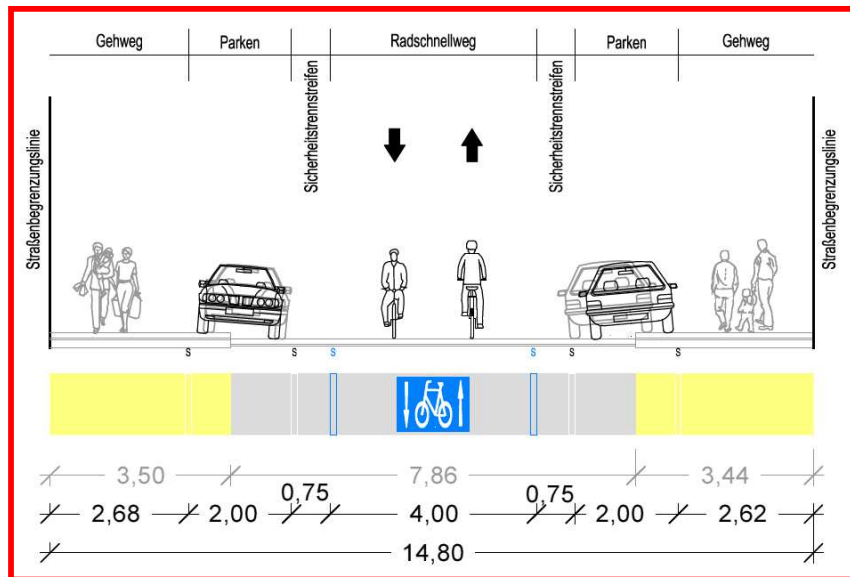 Gehweg Parken Radschnellweg Parken Gehweg
Straßenbegrenzungslinie
Sicherheitstrennstreifen
Sicherheitstrennstreifen
Straßenbegrenzungslinie
S S S S S S
3,50 7,86 3,44
0,75 0,75
2,68 2,00 4,00 2,00 2,62
14,80